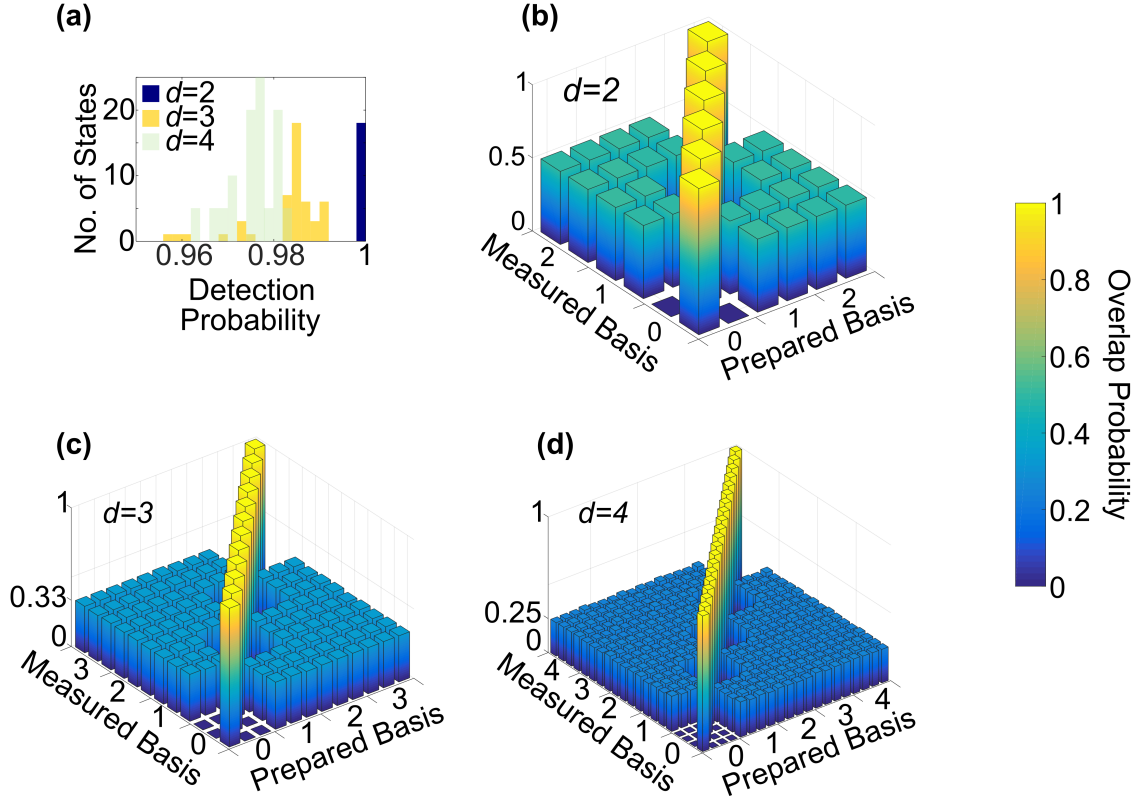 (a)
No. of States
20
10
0
d=2
d=3
d=4
0.96
0.98
1
Detection
Probability
(b)
d=2
1
0.5
0
2
1
0
Measured Basis
0
1
2
Prepared Basis
(c)
d=3
1
0.33
0
3
2
1
0
Measured Basis
0
1
2
3
Prepared Basis
(d)
d=4
1
0.25
0
4
3
2
1
0
Measured Basis
0
1
2
3
4
Prepared Basis
1
0.8
0.6
0.4
0.2
0
Overlap Probability